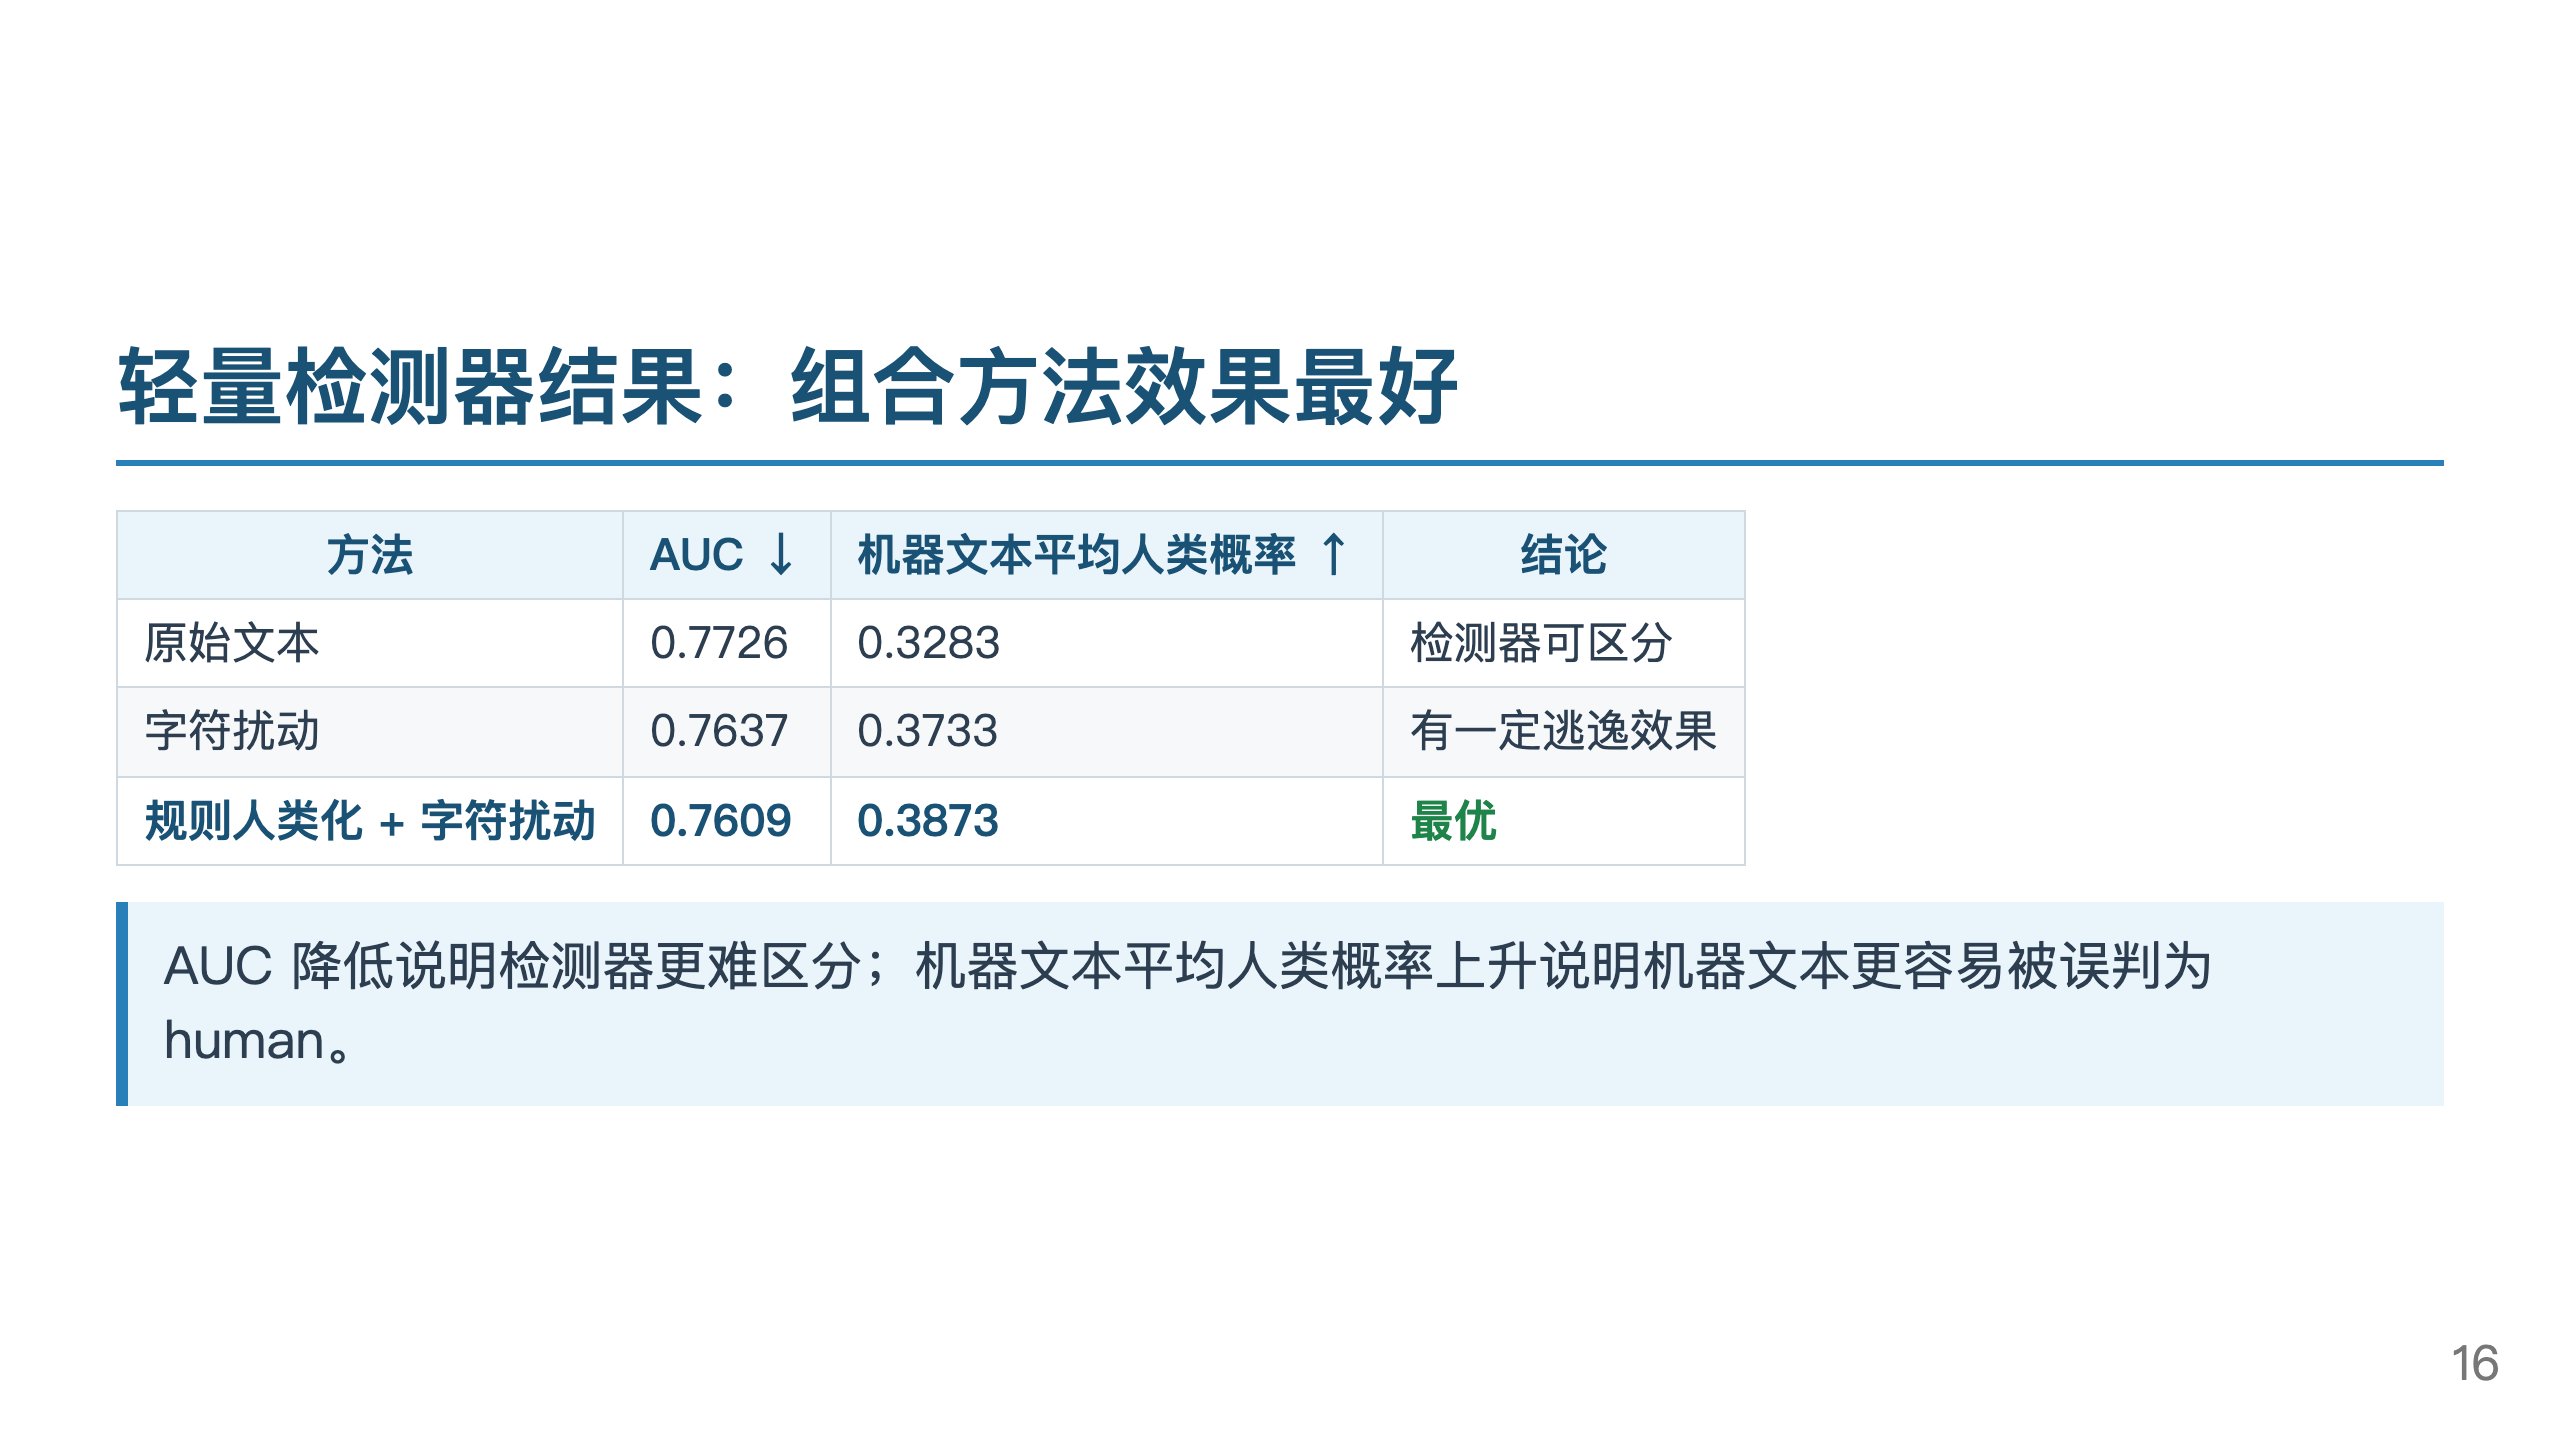 轻量检测器结果：组合方法效果最好
方法 AUC ↓ 机器文本平均人类概率 ↑ 结论
原始文本 0.7726 0.3283 检测器可区分
字符扰动 0.7637 0.3733 有一定逃逸效果
规则人类化 + 字符扰动 0.7609 0.3873 最优
AUC 降低说明检测器更难区分；机器文本平均人类概率上升说明机器文本更容易被误判为
human。
16